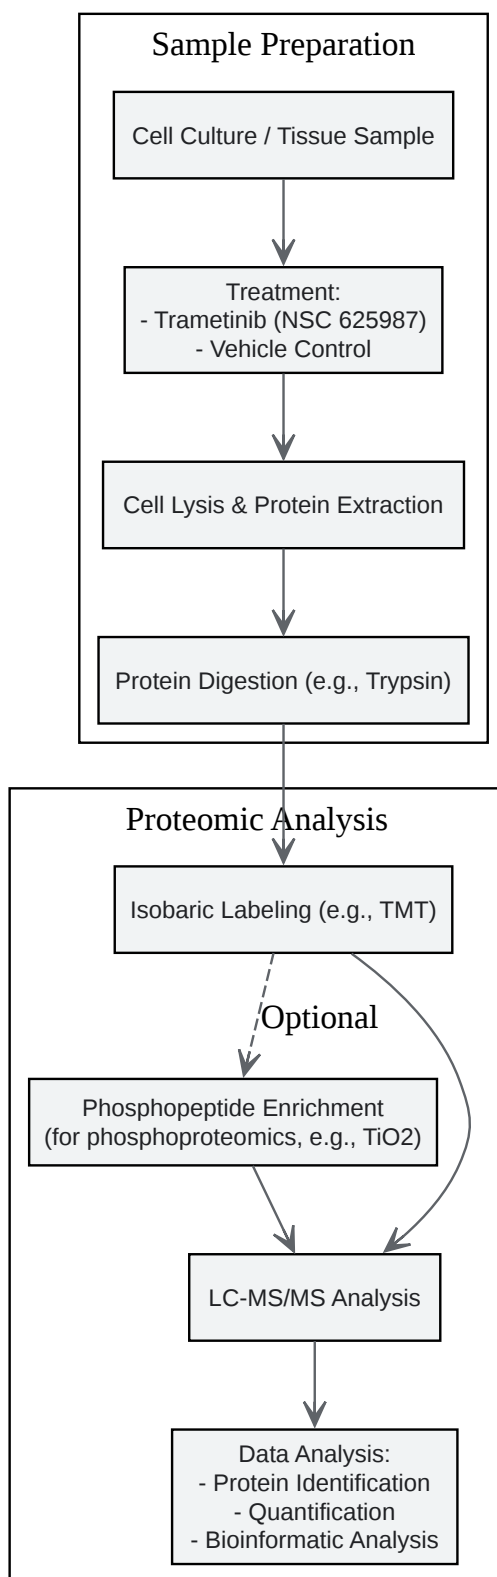 Sample Preparation
Cell Culture / Tissue Sample
Treatment:
- Trametinib (NSC 625987)
- Vehicle Control
Cell Lysis & Protein Extraction
Protein Digestion (e.g., Trypsin)
Proteomic Analysis
Isobaric Labeling (e.g., TMT)
Optional
Phosphopeptide Enrichment
(for phosphoproteomics, e.g., TiO2)
LC-MS/MS Analysis
Data Analysis:
- Protein Identification
- Quantification
- Bioinformatic Analysis